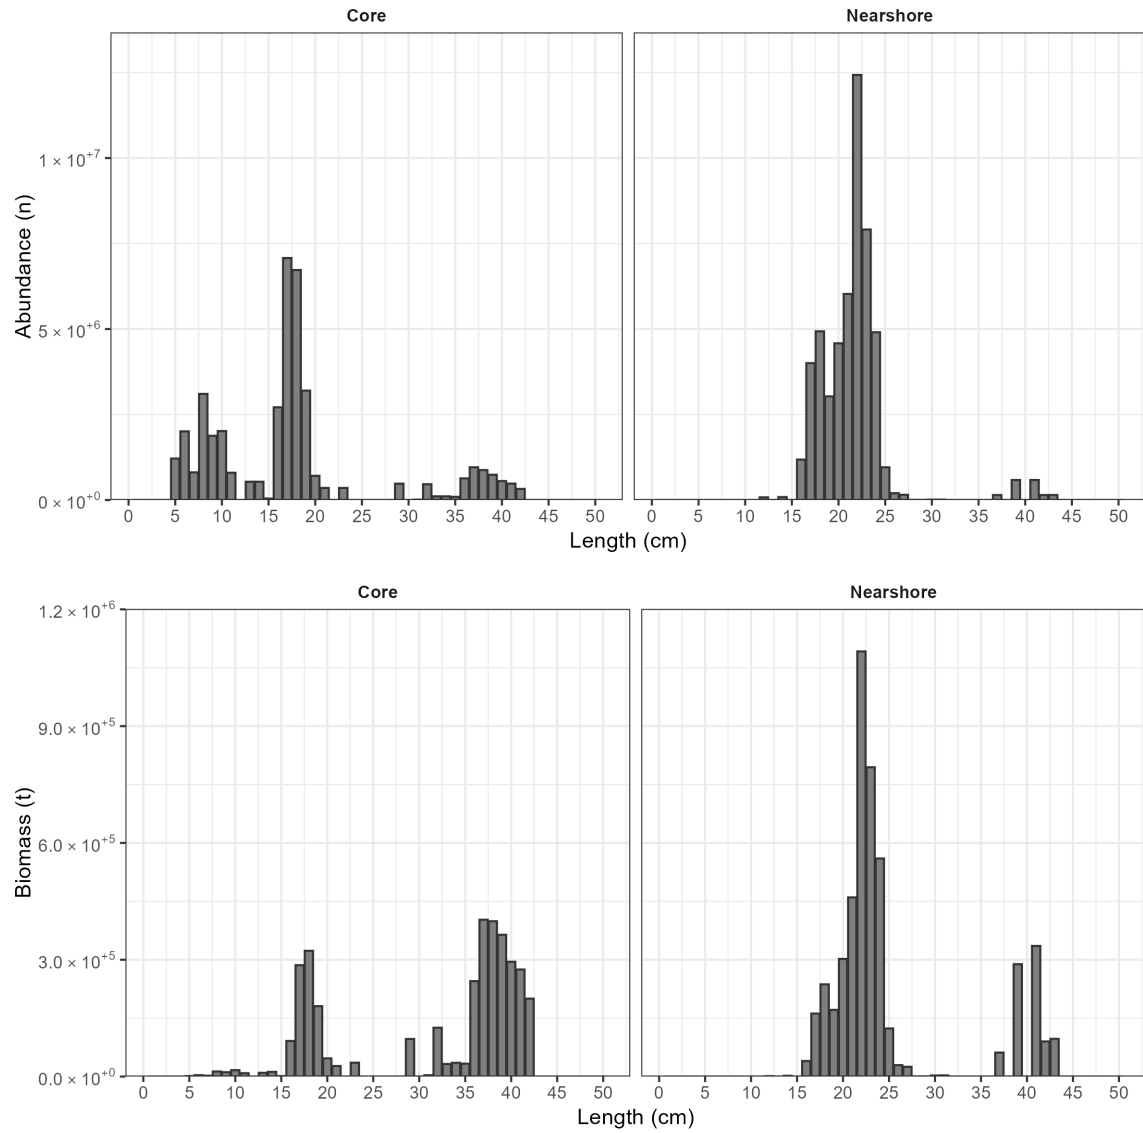 Core Nearshore
Abundance (n)
1 × 10⁺⁷
5 × 10⁺⁶
0 × 10⁺⁰
0 5 10 15 20 25 30 35 40 45 50 0 5 10 15 20 25 30 35 40 45 50
Length (cm)
Core Nearshore
Biomass (t)
1.2 × 10⁺⁶
9.0 × 10⁺⁵
6.0 × 10⁺⁵
3.0 × 10⁺⁵
0.0 × 10⁺⁰
0 5 10 15 20 25 30 35 40 45 50 0 5 10 15 20 25 30 35 40 45 50
Length (cm)